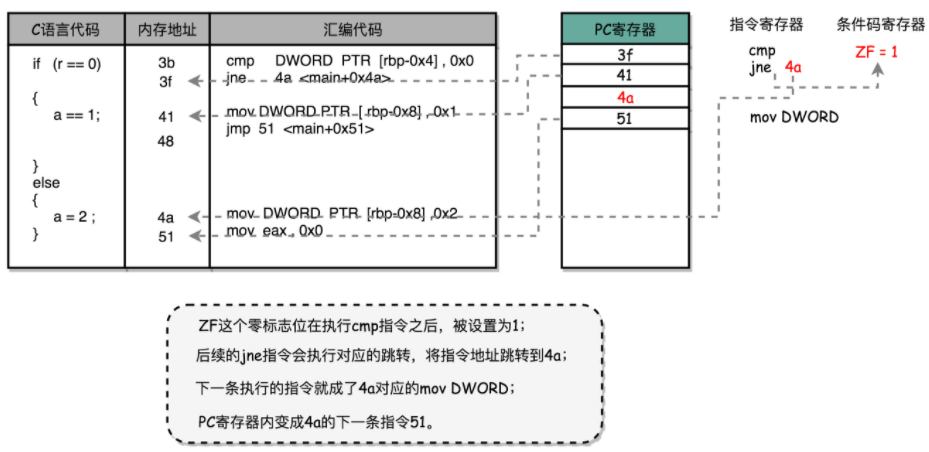 C语言代码 内存地址 汇编代码 PC寄存器 指令寄存器 条件码寄存器
if (r == 0) 3b cmp DWORD PTR [rbp-0x4] , 0x0 3f cmp ZF = 1
3f jne 4a <main+0x4a> 41 jne 4a
{ 4a
a == 1; 41 mov DWORD PTR [ rbp-0x8] , 0x1 51 mov DWORD
48 jmp 51 <main+0x51>
}
else
{
a = 2 ; 4a mov DWORD PTR [rbp-0x8] ,0x2
} 51 mov eax , 0x0
ZF这个零标志位在执行cmp指令之后，被设置为1；
后续的jne指令会执行对应的跳转，将指令地址跳转到4a；
下一条执行的指令就成了4a对应的mov DWORD；
PC寄存器内变成4a的下一条指令51。